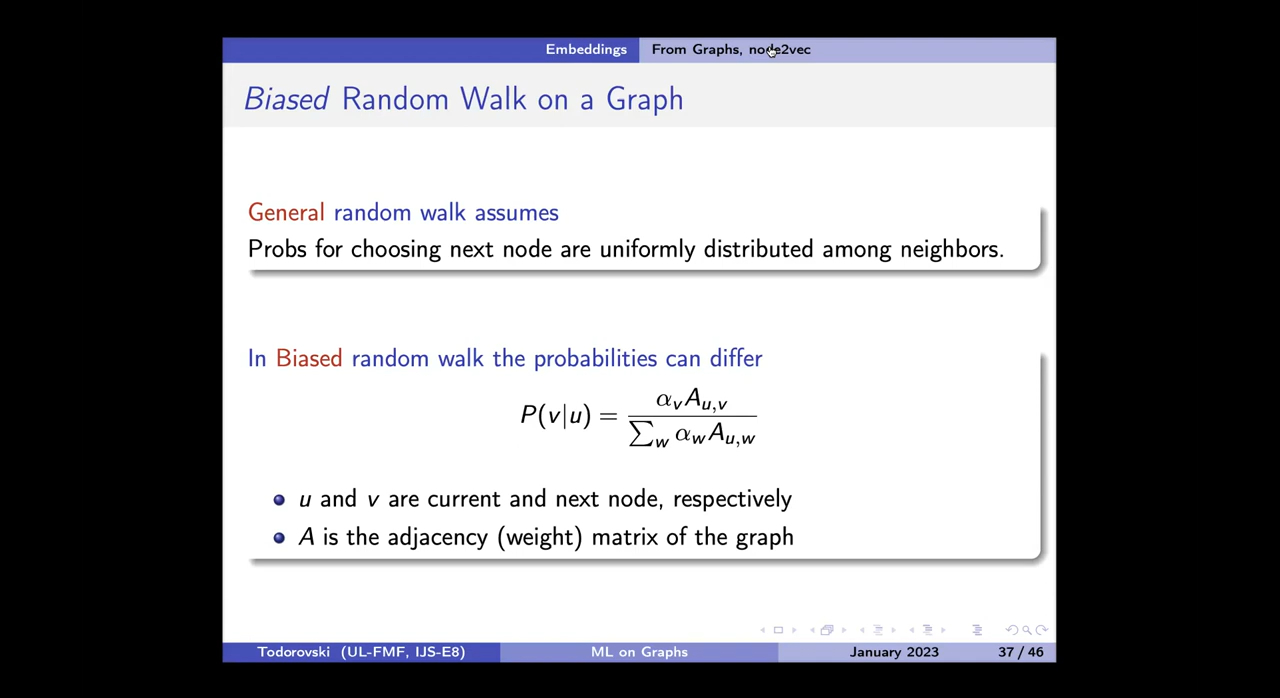 Embeddings From Graphs, node2vec
Biased Random Walk on a Graph
General random walk assumes
Probs for choosing next node are uniformly distributed among neighbors.
In Biased random walk the probabilities can differ
P(v|u) = α_v A_{u,v} / ∑_w α_w A_{u,w}
u and v are current and next node, respectively
A is the adjacency (weight) matrix of the graph
Todorovski (UL-FMF, IJS-E8) ML on Graphs January 2023 37 / 46